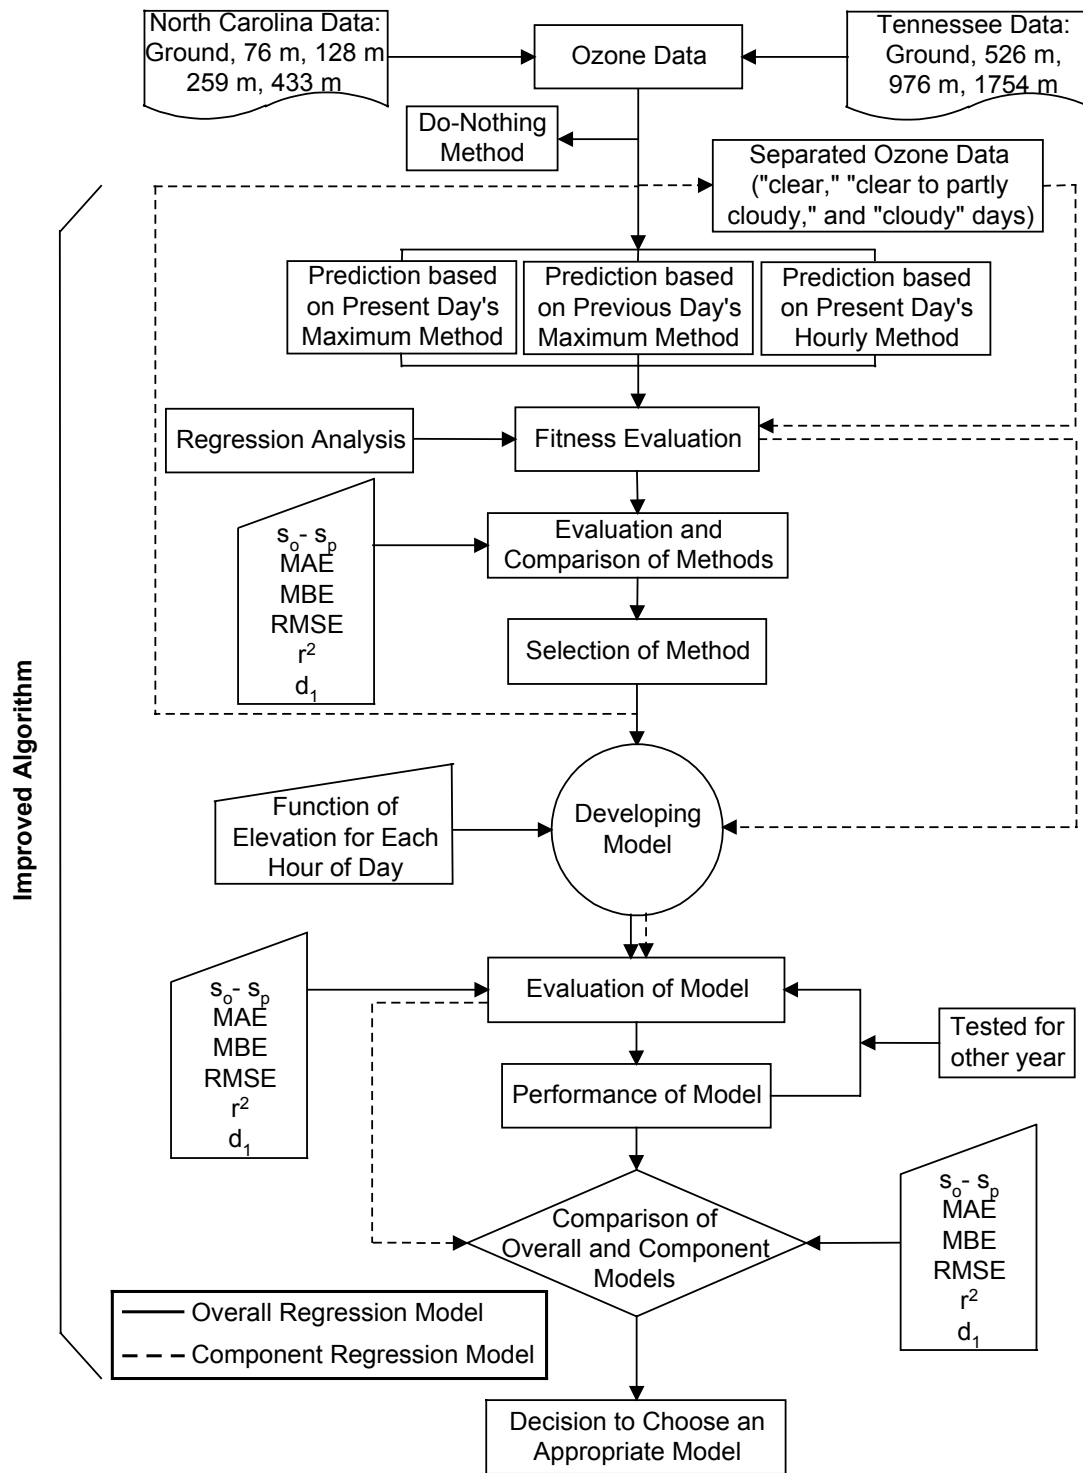 North Carolina Data:
Ground, 76 m, 128 m
259 m, 433 m
Ozone Data
Tennessee Data:
Ground, 526 m,
976 m, 1754 m
Do-Nothing
Method
Separated Ozone Data
("clear," "clear to partly
cloudy," and "cloudy" days)
Prediction based
on Present Day's
Maximum Method
Prediction based
on Previous Day's
Maximum Method
Prediction based
on Present Day's
Hourly Method
Regression Analysis
Fitness Evaluation
s₀- sₚ
MAE
MBE
RMSE
r²
d₁
Evaluation and
Comparison of Methods
Selection of Method
Improved Algorithm
Function of
Elevation for Each
Hour of Day
Developing
Model
s₀- sₚ
MAE
MBE
RMSE
r²
d₁
Evaluation of Model
Tested for
other year
Performance of Model
Comparison of
Overall and Component
Models
s₀- sₚ
MAE
MBE
RMSE
r²
d₁
Overall Regression Model
Component Regression Model
Decision to Choose an
Appropriate Model